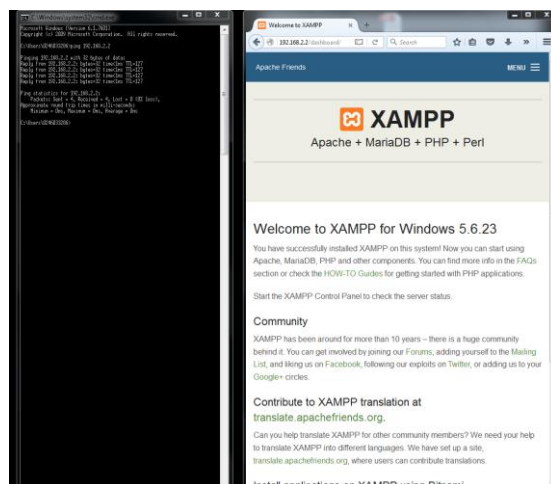 C:\Windows\system32\cmd.exe
Microsoft Windows [Version 6.1.7601]
Copyright (c) 2009 Microsoft Corporation. All rights reserved.
ping 192.168.2.2
Pinging 192.168.2.2 with 32 bytes of data:
Reply from 192.168.2.2: bytes=32 time<1ms TTL=127
Reply from 192.168.2.2: bytes=32 time<1ms TTL=127
Reply from 192.168.2.2: bytes=32 time<1ms TTL=127
Reply from 192.168.2.2: bytes=32 time<1ms TTL=127
Ping statistics for 192.168.2.2:
Packets: Sent = 4, Received = 4, Lost = 0 (0% loss),
Approximate round trip times in milli-seconds:
Minimum = 0ms, Maximum = 0ms, Average = 0ms
Welcome to XAMPP
192.168.2.2/dashboard/
Search
Apache Friends
MENU
XAMPP
Apache + MariaDB + PHP + Perl
Welcome to XAMPP for Windows 5.6.23
You have successfully installed XAMPP on this system! Now you can start using
Apache, MariaDB, PHP and other components. You can find more info in the FAQs
section or check the HOW-TO Guides for getting started with PHP applications.
Start the XAMPP Control Panel to check the server status.
Community
XAMPP has been around for more than 10 years – there is a huge community
behind it. You can get involved by joining our Forums, adding yourself to the Mailing
List, and liking us on Facebook, following our exploits on Twitter, or adding us to your
Google+ circles.
Contribute to XAMPP translation at
translate.apachefriends.org.
Can you help translate XAMPP for other community members? We need your help
to translate XAMPP into different languages. We have set up a site,
translate.apachefriends.org, where users can contribute translations.
Install applications on XAMPP using Bitnami